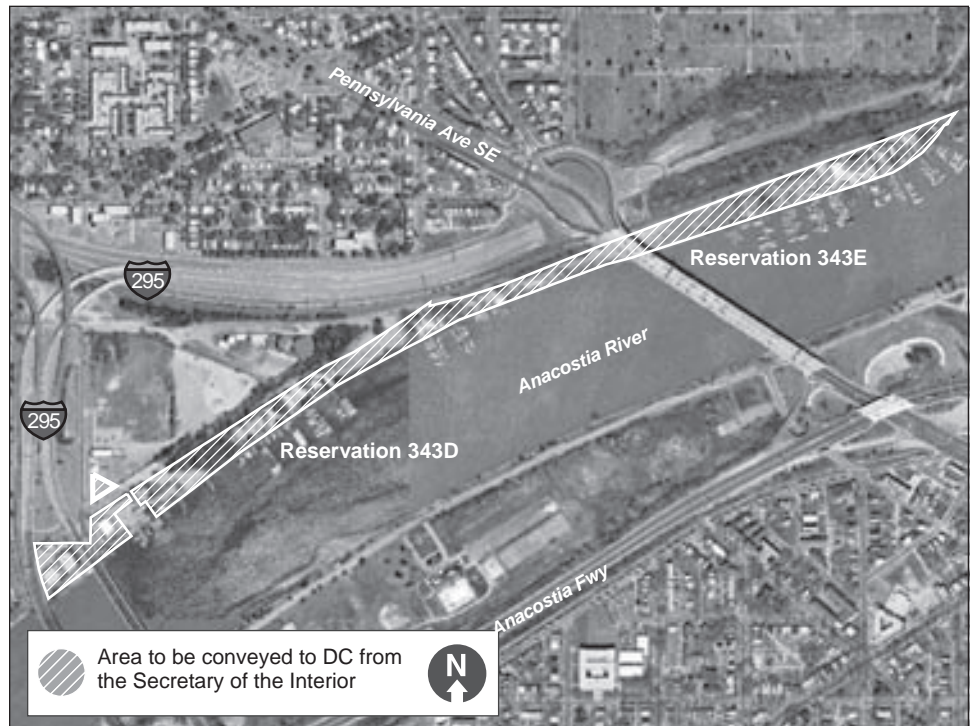 Pennsylvania Ave SE
295
Reservation 343E
Anacostia River
295
Reservation 343D
Anacostia Fwy
Area to be conveyed to DC from
the Secretary of the Interior
N